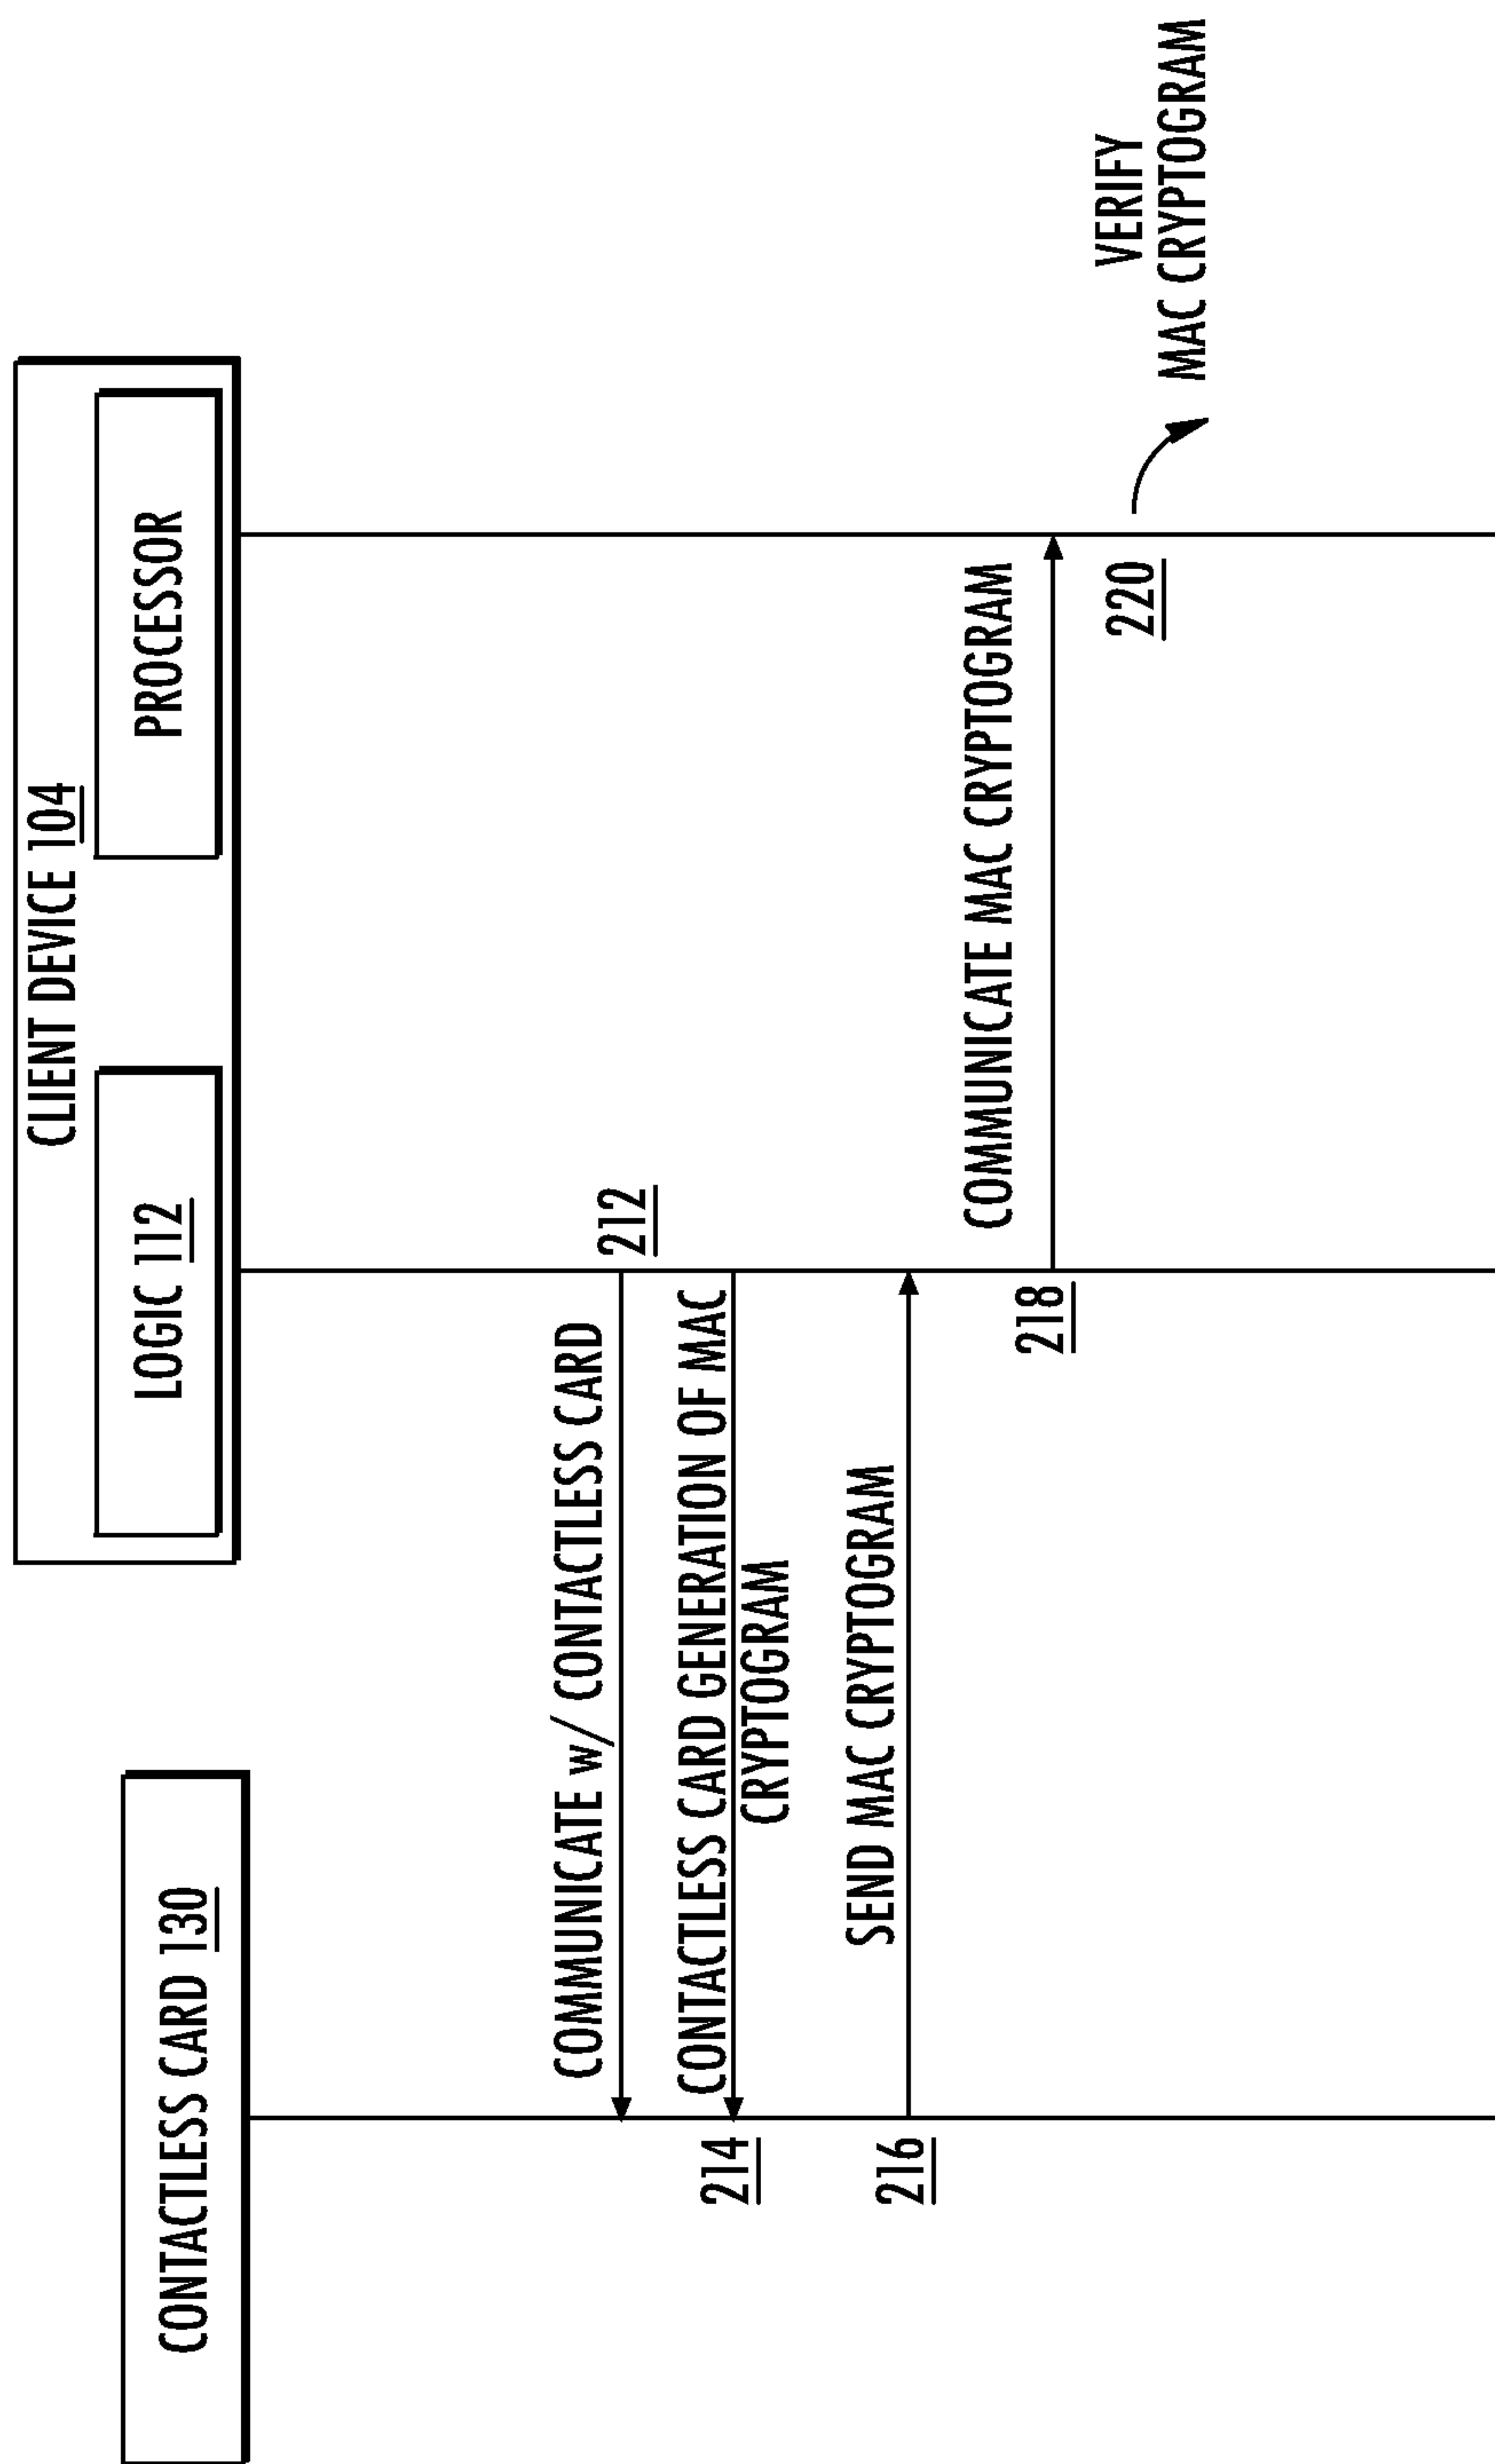 CLIENT DEVICE 104
CONTACTLESS CARD 130
LOGIC 112
PROCESSOR
COMMUNICATE w/ CONTACTLESS CARD
212
CONTACTLESS CARD GENERATION OF MAC
CRYPTOGRAM
214
SEND MAC CRYPTOGRAM
216
COMMUNICATE MAC CRYPTOGRAM
218
220
VERIFY
MAC CRYPTOGRAM